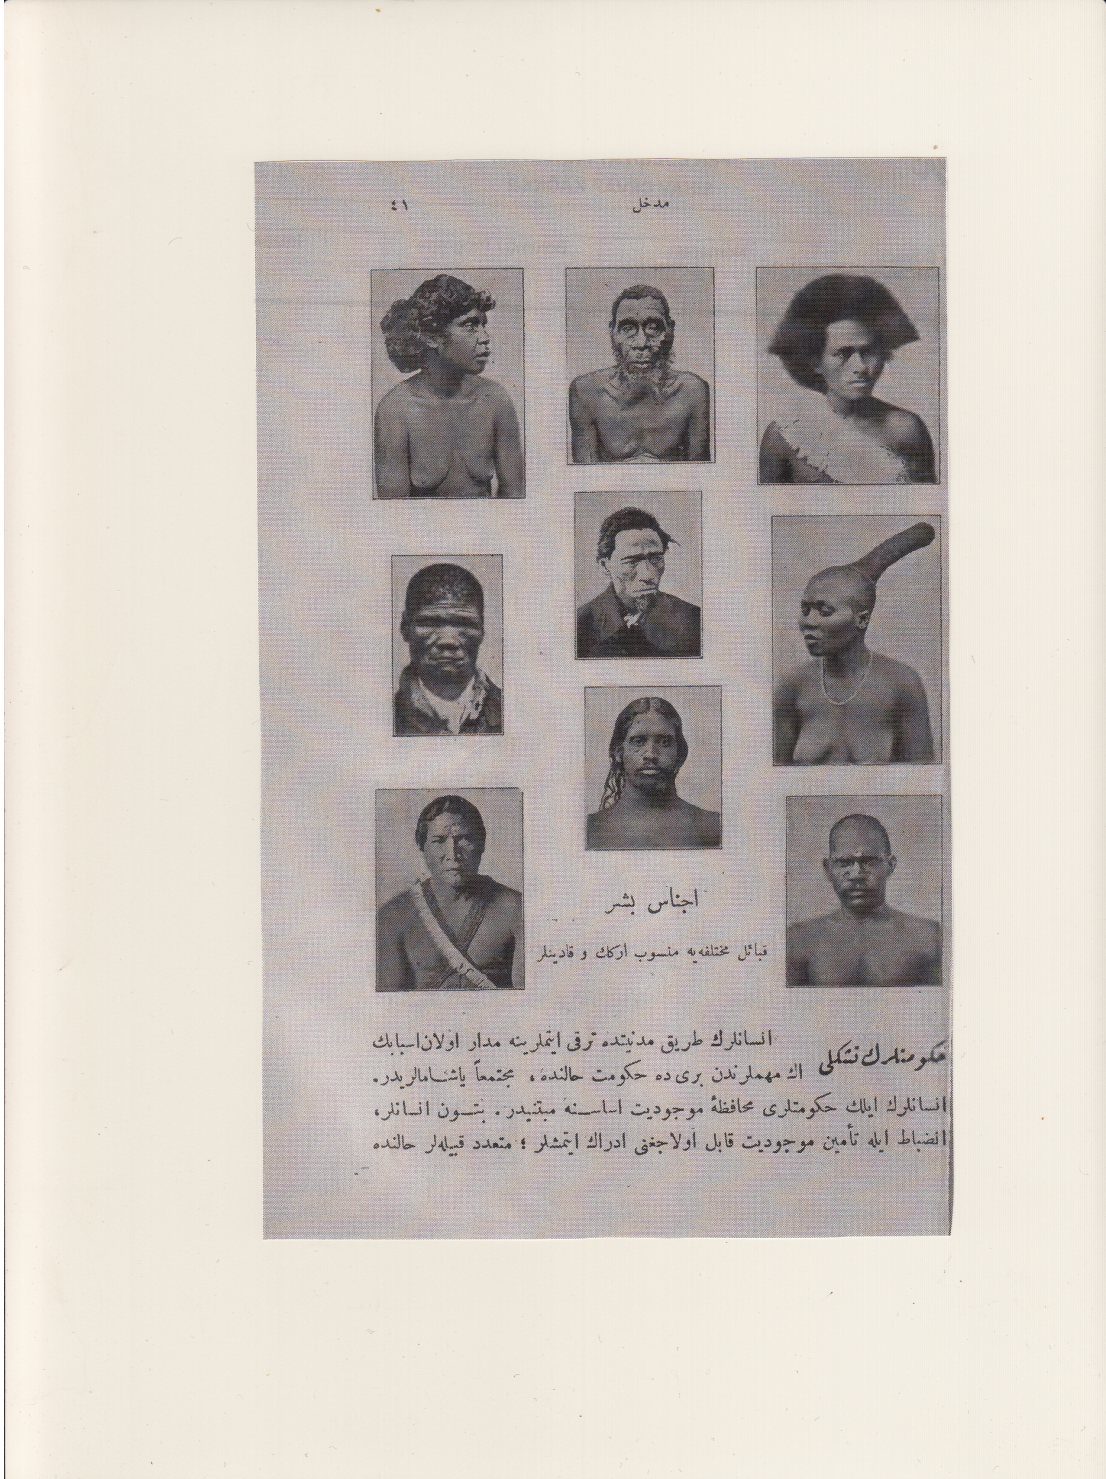 مدخل
٤١
اجناس بشر
قبائل مختلفه‌یه منسوب ارکك و قادینلر
حکومتلرك تشکلی
انسانلرك طریق مدنیتده ترقی ایتملرینه مدار اولان اسبابك
اك مهملرندن بری ده حکومت حالنده ، مجتمعاً یاشامالریدر.
انسانلرك ایلك حکومتلری محافظهٔ موجودیت اساسنه مبتنیدر. بتون انسانلر،
انضباط ایله تأمین موجودیت قابل اولاجغنی ادراك ایتمشلر ؛ متعدد قبیله‌لر حالنده